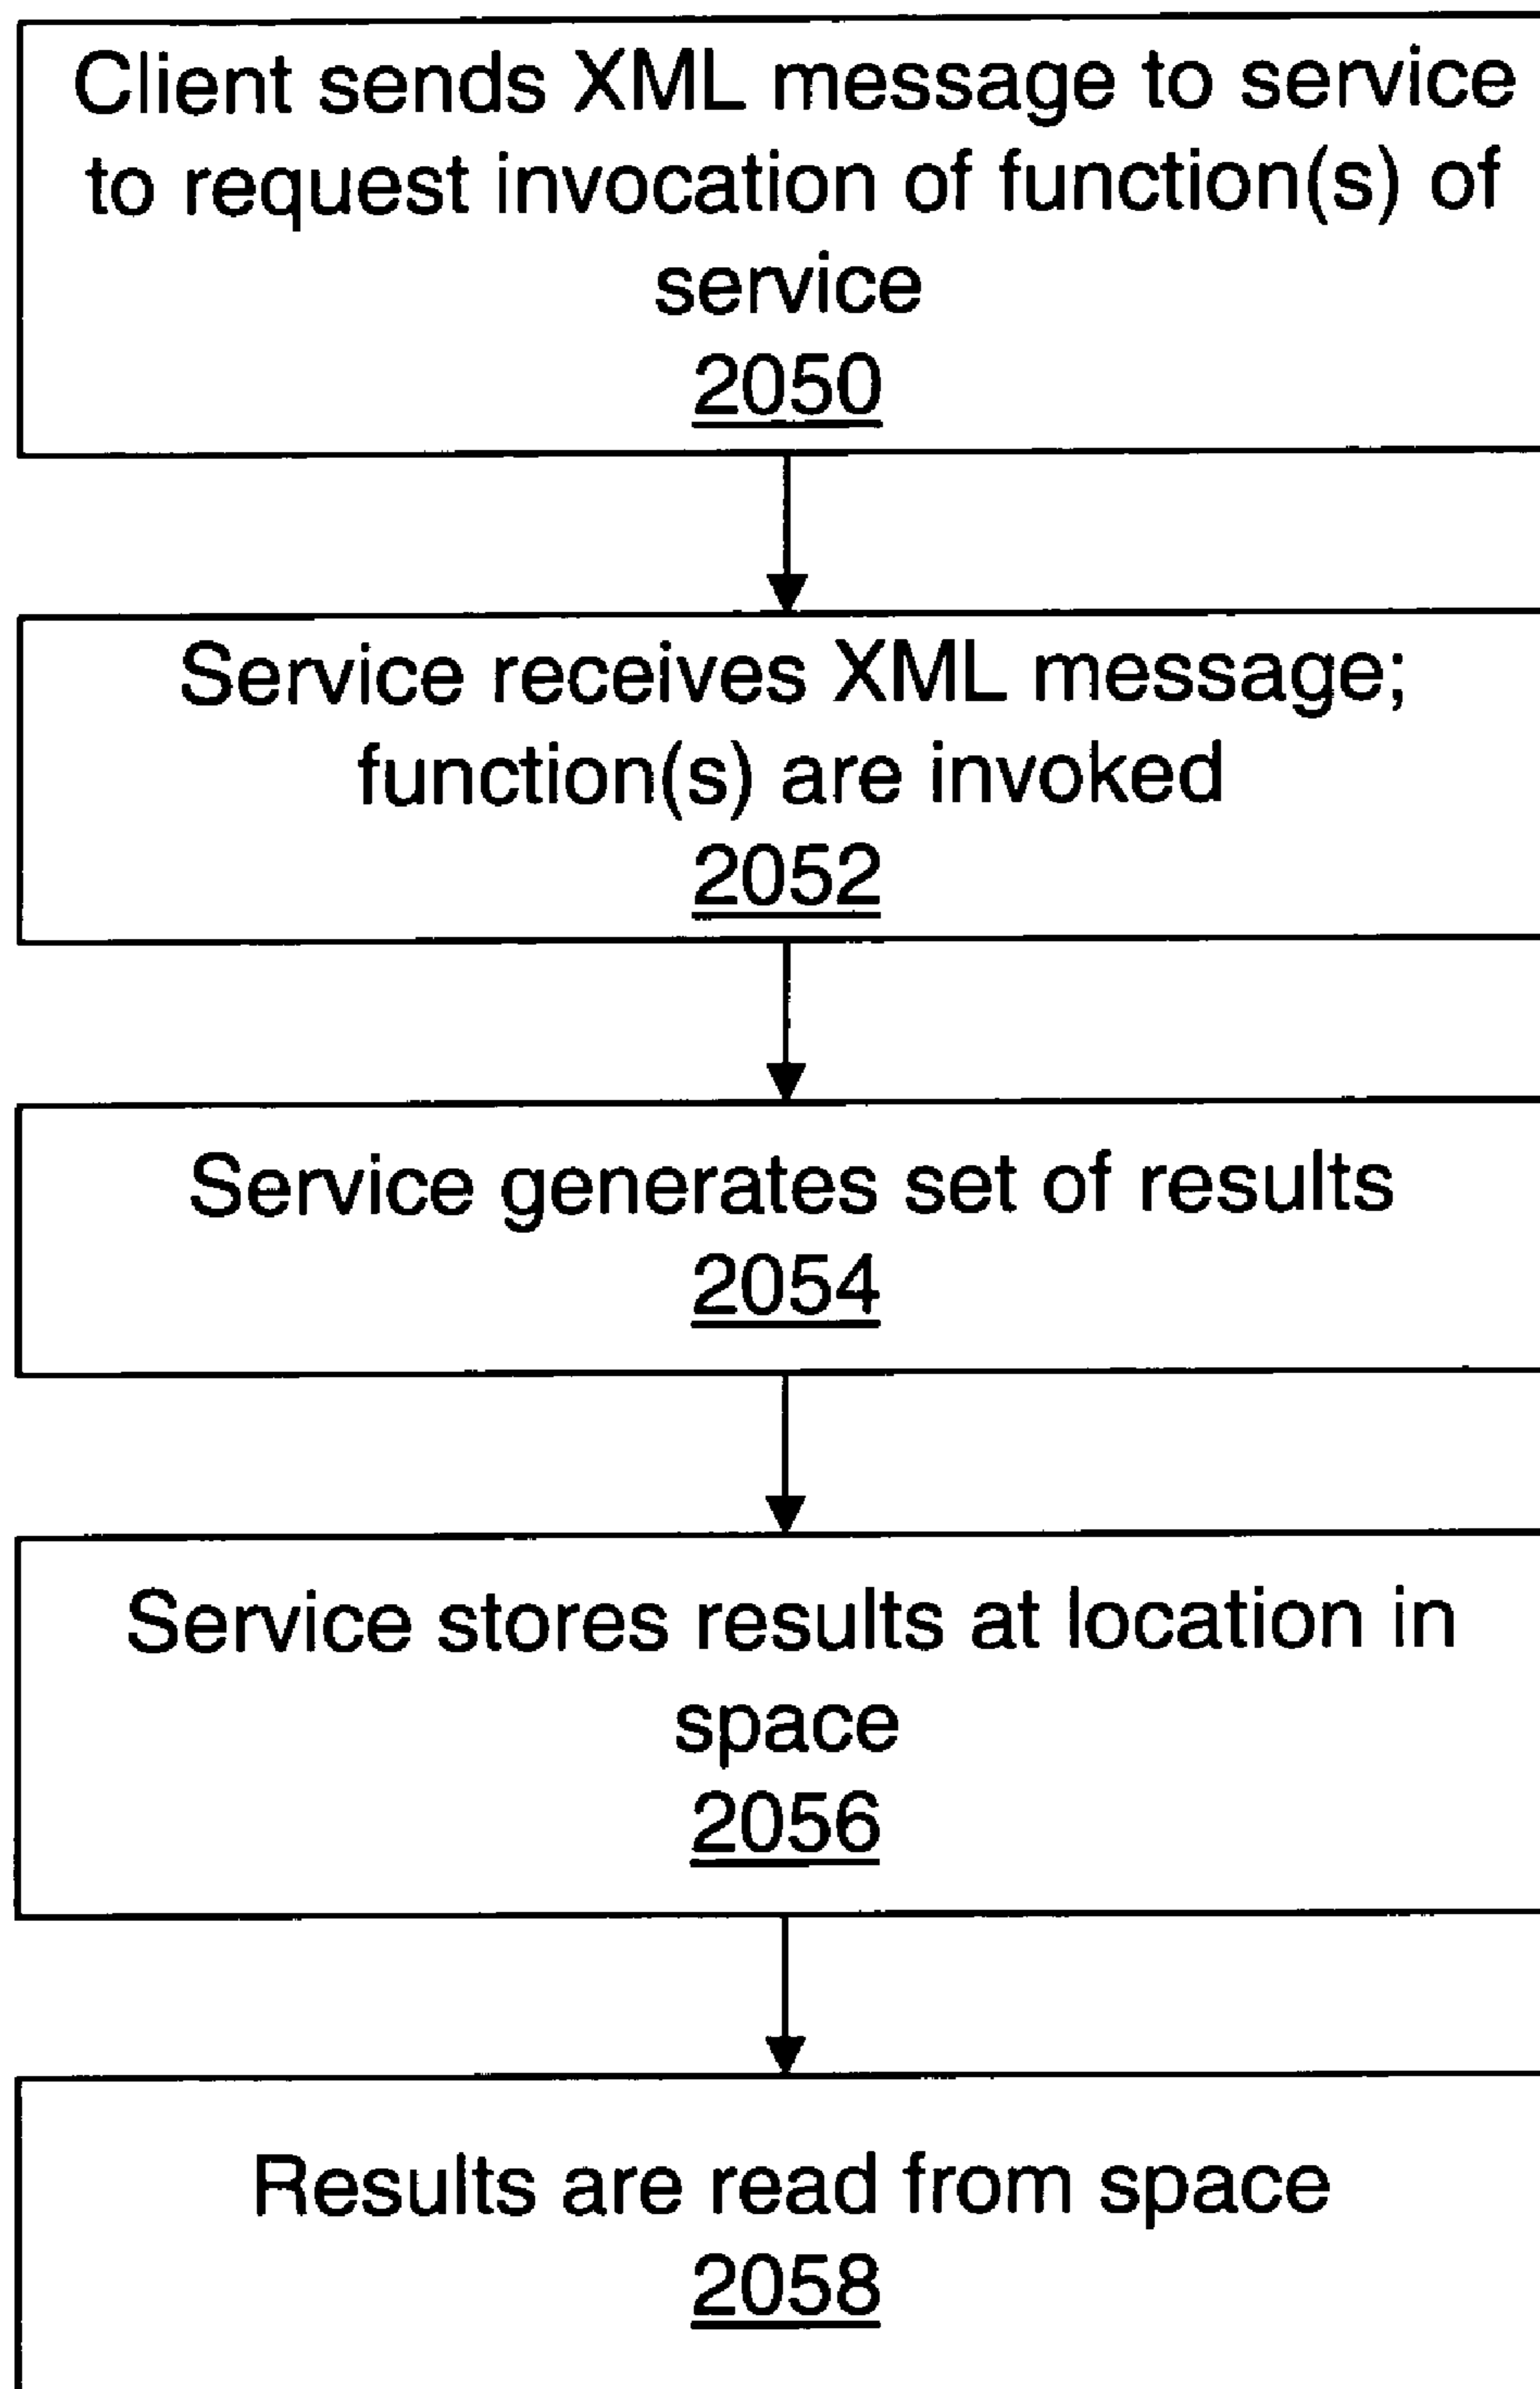 Client sends XML message to service
to request invocation of function(s) of
service
2050
Service receives XML message;
function(s) are invoked
2052
Service generates set of results
2054
Service stores results at location in
space
2056
Results are read from space
2058